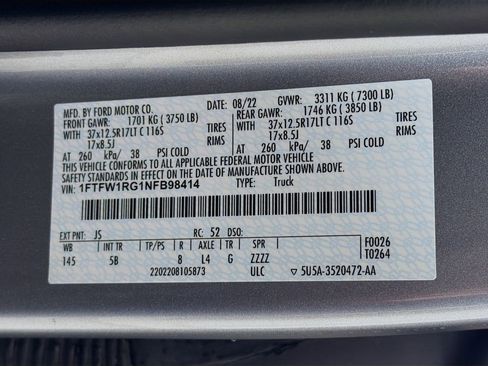 MFD. BY FORD MOTOR CO.
DATE: 08/22 GVWR: 3311 KG (7300 LB)
FRONT GAWR: 1701 KG (3750 LB) REAR GAWR: 1746 KG (3850 LB)
WITH 37x12.5R17LT C 116S TIRES WITH 37x12.5R17LT C 116S TIRES
17x8.5J RIMS 17x8.5J RIMS
AT 260 kPa/ 38 PSI COLD AT 260 kPa/ 38 PSI COLD
THIS VEHICLE CONFORMS TO ALL APPLICABLE FEDERAL MOTOR VEHICLE
SAFETY STANDARDS IN EFFECT ON THE DATE OF MANUFACTURE SHOWN ABOVE.
VIN: 1FTFW1RG1NFB98414 TYPE: Truck
EXT PNT: JS RC: 52 DSO: F0026
WB INT TR TP/PS R AXLE TR SPR T0264
145 5B 8 L4 G ZZZZ
2202208105873 ULC 5U5A-3520472-AA